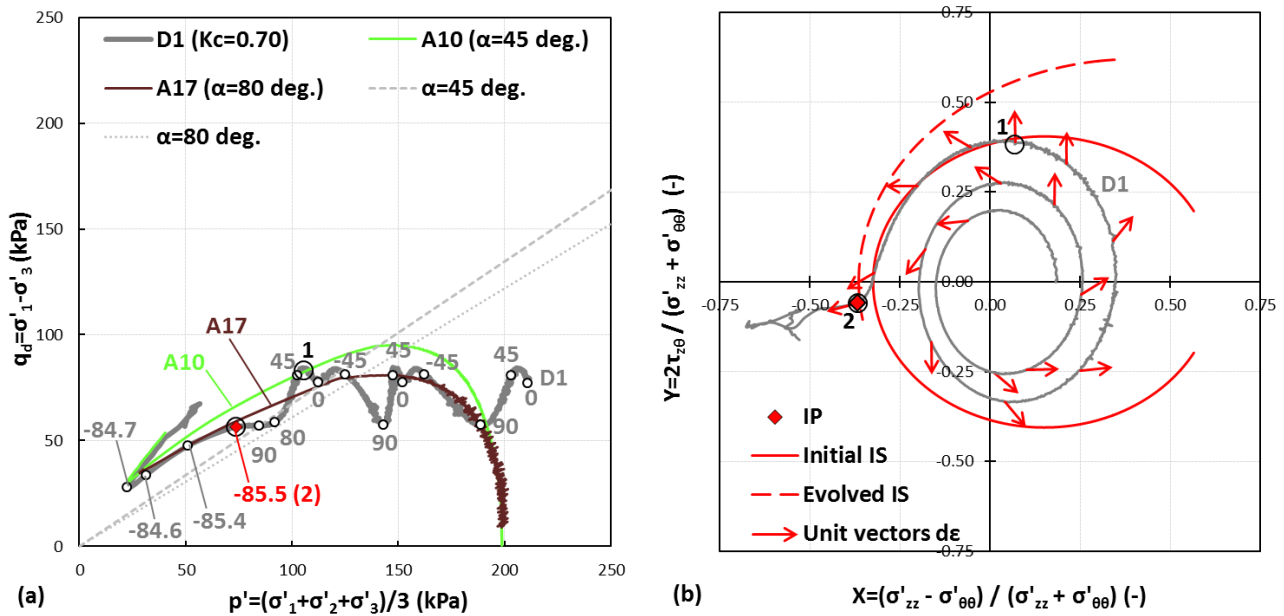 250
200
150
100
50
0
q_d=σ'_1-σ'_3 (kPa)
D1 (Kc=0.70)
A10 (α=45 deg.)
A17 (α=80 deg.)
α=45 deg.
α=80 deg.
A17
A10
45
1
-45
45
-45
45
D1
0
0
0
80
90
90
90
-84.7
-85.5 (2)
-85.4
-84.6
0
50
100
150
200
250
(a)
p'=(σ'_1+σ'_2+σ'_3)/3 (kPa)
0.75
0.50
0.25
0.00
-0.25
-0.50
-0.75
Y=2τ_zθ / (σ'_zz + σ'_θθ) (-)
1
D1
2
-0.75
-0.50
-0.25
0.00
0.25
0.50
0.75
IP
Initial IS
Evolved IS
Unit vectors dε
(b)
X=(σ'_zz - σ'_θθ) / (σ'_zz + σ'_θθ) (-)